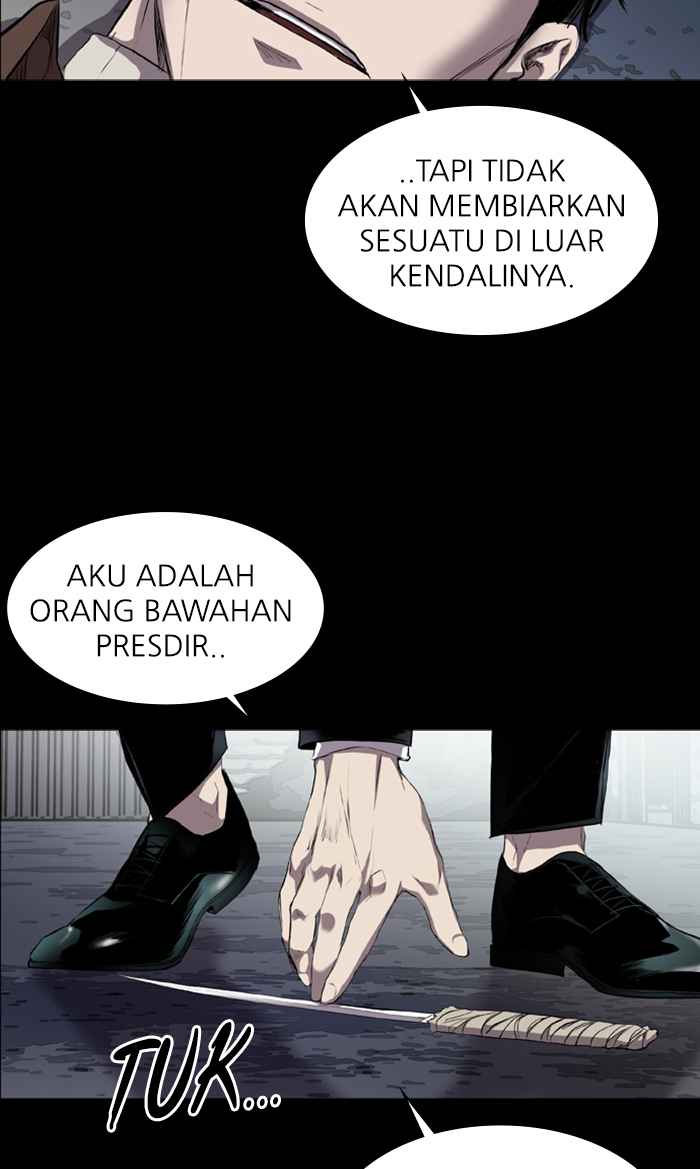 ..TAPI TIDAK
AKAN MEMBIARKAN
SESUATU DI LUAR
KENDALINYA.
AKU ADALAH
ORANG BAWAHAN
PRESDIR..
TUK...